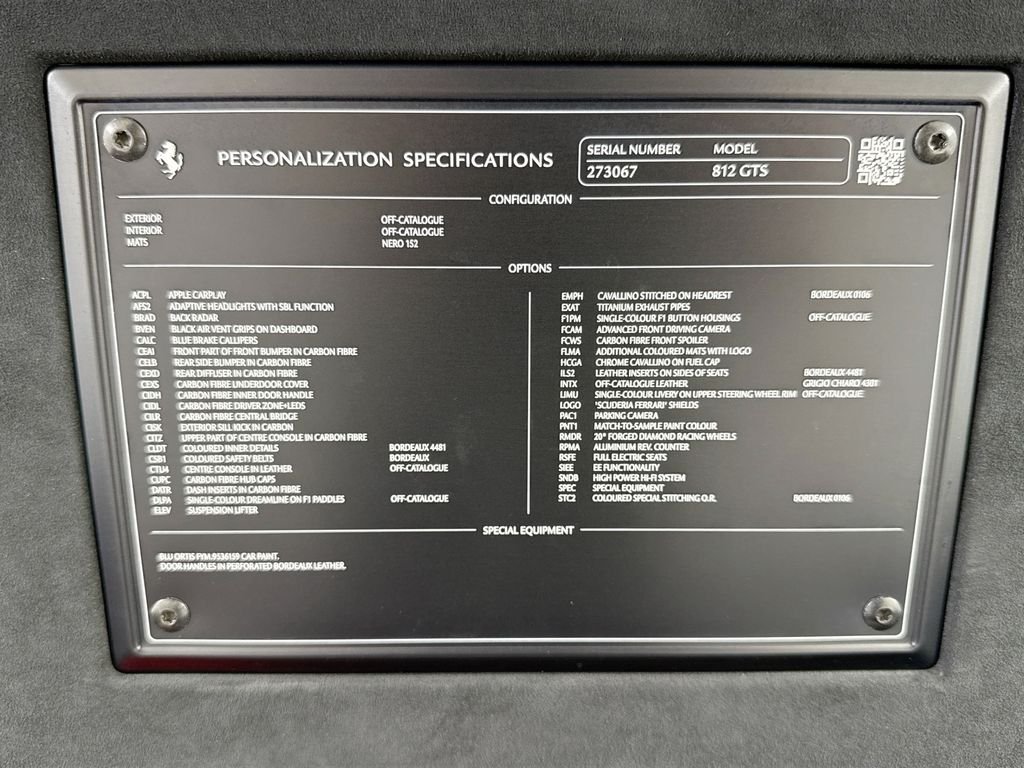 PERSONALIZATION SPECIFICATIONS
SERIAL NUMBER MODEL
273067 812 GTS
CONFIGURATION
EXTERIOR OFF-CATALOGUE
INTERIOR OFF-CATALOGUE
MATS NERO 152
OPTIONS
ACPL APPLE CARPLAY
AFS2 ADAPTIVE HEADLIGHTS WITH SBL FUNCTION
BRAD BACK RADAR
BVEN BLACK AIR VENT GRIPS ON DASHBOARD
CALC BLUE BRAKE CALLIPERS
CEA1 FRONT PART OF FRONT BUMPER IN CARBON FIBRE
CELB REAR SIDE BUMPER IN CARBON FIBRE
CEXD REAR DIFFUSER IN CARBON FIBRE
CEXS CARBON FIBRE UNDERDOOR COVER
CIDH CARBON FIBRE INNER DOOR HANDLE
CIDL CARBON FIBRE DRIVER ZONE+LEDS
CILR CARBON FIBRE CENTRAL BRIDGE
CISK EXTERIOR SILL KICK IN CARBON
CITZ UPPER PART OF CENTRE CONSOLE IN CARBON FIBRE
CLDT COLOURED INNER DETAILS BORDEAUX 4481
CSB1 COLOURED SAFETY BELTS BORDEAUX
CTU4 CENTRE CONSOLE IN LEATHER OFF-CATALOGUE
CUPC CARBON FIBRE HUB CAPS
DATR DASH INSERTS IN CARBON FIBRE
DLPA SINGLE-COLOUR DREAMLINE ON F1 PADDLES OFF-CATALOGUE
ELEV SUSPENSION LIFTER
EMPH CAVALLINO STITCHED ON HEADREST BORDEAUX 0106
EXAT TITANIUM EXHAUST PIPES
F1PM SINGLE-COLOUR F1 BUTTON HOUSINGS OFF-CATALOGUE
FCAM ADVANCED FRONT DRIVING CAMERA
FCWS CARBON FIBRE FRONT SPOILER
FLMA ADDITIONAL COLOURED MATS WITH LOGO
HCGA CHROME CAVALLINO ON FUEL CAP
ILS2 LEATHER INSERTS ON SIDES OF SEATS BORDEAUX 4481
INTX OFF-CATALOGUE LEATHER GRIGIO CHIARO 4301
LIMU SINGLE-COLOUR LIVERY ON UPPER STEERING WHEEL RIM OFF-CATALOGUE
LOGO "SCUDERIA FERRARI" SHIELDS
PAC1 PARKING CAMERA
PNT1 MATCH-TO-SAMPLE PAINT COLOUR
RMDR 20" FORGED DIAMOND RACING WHEELS
RPMA ALUMINIUM REV. COUNTER
RSFE FULL ELECTRIC SEATS
SIEE EE FUNCTIONALITY
SNDB HIGH POWER HI-FI SYSTEM
SPEC SPECIAL EQUIPMENT
STC2 COLOURED SPECIAL STITCHING O.R. BORDEAUX 0106
SPECIAL EQUIPMENT
BLU ORTIS FYM.9536159 CAR PAINT.
DOOR HANDLES IN PERFORATED BORDEAUX LEATHER.